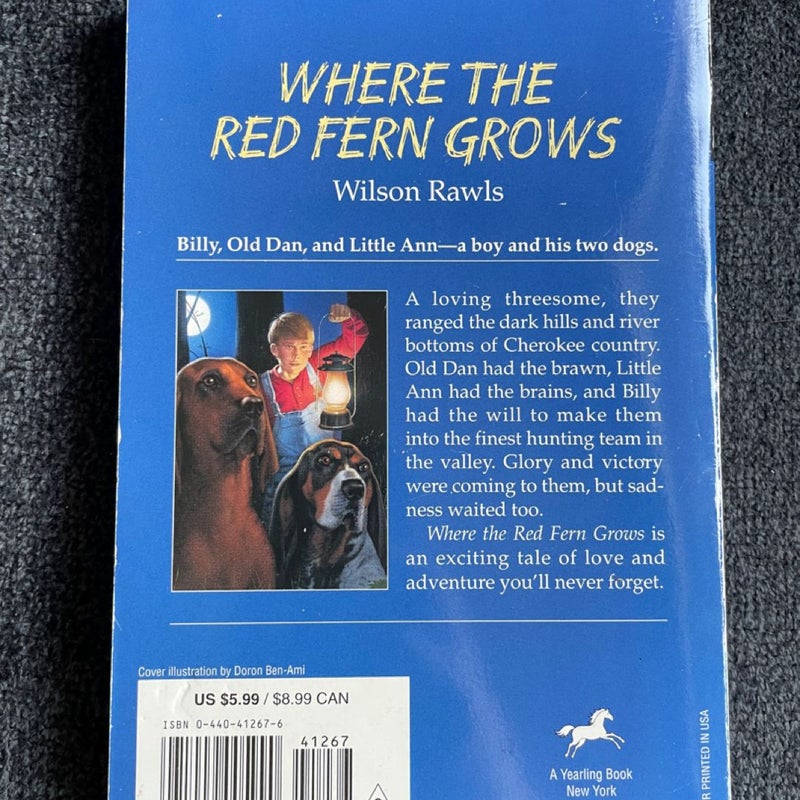 WHERE THE
RED FERN GROWS
Wilson Rawls
Billy, Old Dan, and Little Ann—a boy and his two dogs.
A loving threesome, they
ranged the dark hills and river
bottoms of Cherokee country.
Old Dan had the brawn, Little
Ann had the brains, and Billy
had the will to make them
into the finest hunting team in
the valley. Glory and victory
were coming to them, but sad-
ness waited too.
Where the Red Fern Grows is
an exciting tale of love and
adventure you'll never forget.
Cover illustration by Doron Ben-Ami
US $5.99 / $8.99 CAN
ISBN 0-440-41267-6
41267
A Yearling Book
New York
PRINTED IN USA